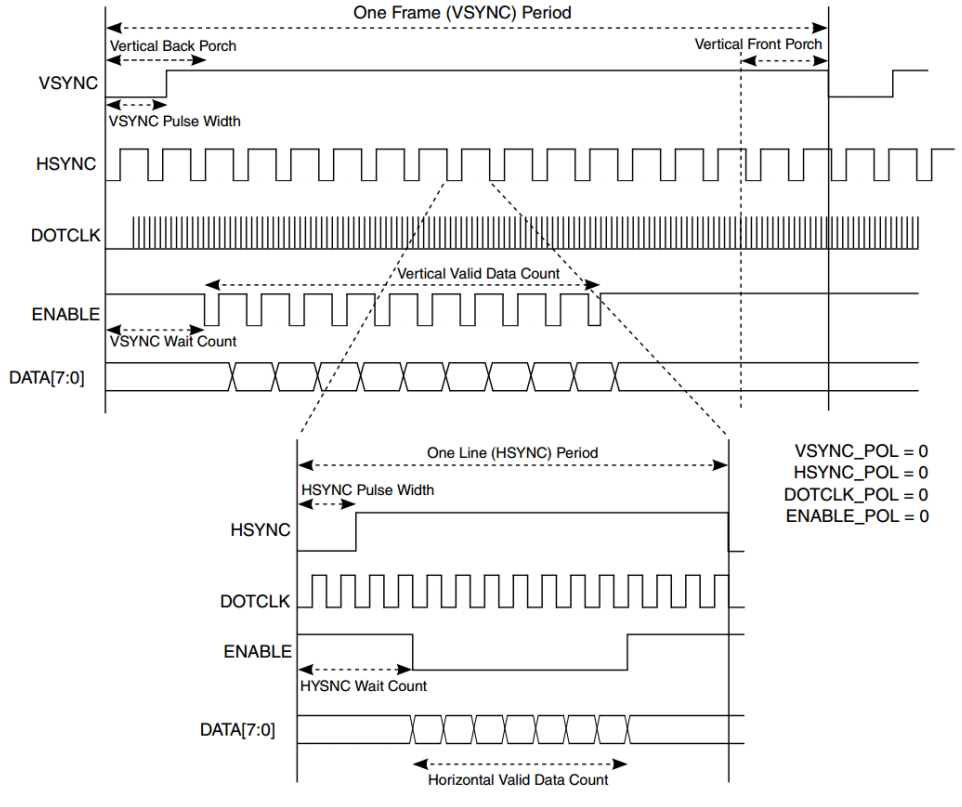 One Frame (VSYNC) Period
Vertical Back Porch
Vertical Front Porch
VSYNC
VSYNC Pulse Width
HSYNC
DOTCLK
Vertical Valid Data Count
ENABLE
VSYNC Wait Count
DATA[7:0]
One Line (HSYNC) Period
VSYNC_POL = 0
HSYNC_POL = 0
DOTCLK_POL = 0
ENABLE_POL = 0
HSYNC Pulse Width
HSYNC
DOTCLK
ENABLE
HYSNC Wait Count
DATA[7:0]
Horizontal Valid Data Count